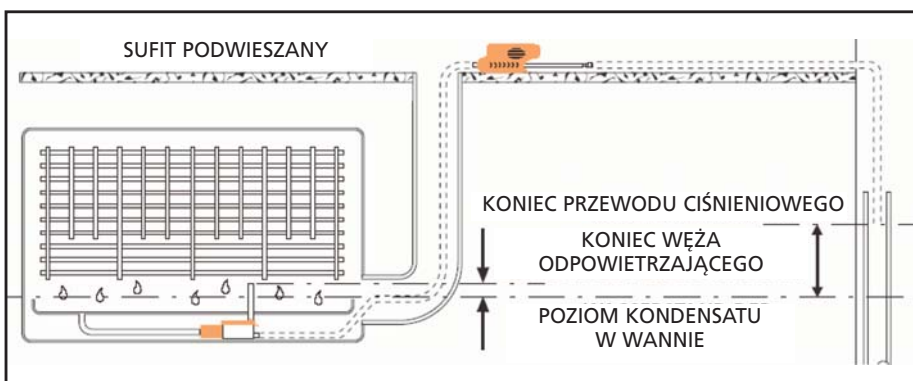 SUFIT PODWIESZANY
KONIEC PRZEWODU CIŚNIENIOWEGO
KONIEC WĘŻA
ODPOWIETRZAJĄCEGO
POZIOM KONDENSATU
W WANNIE